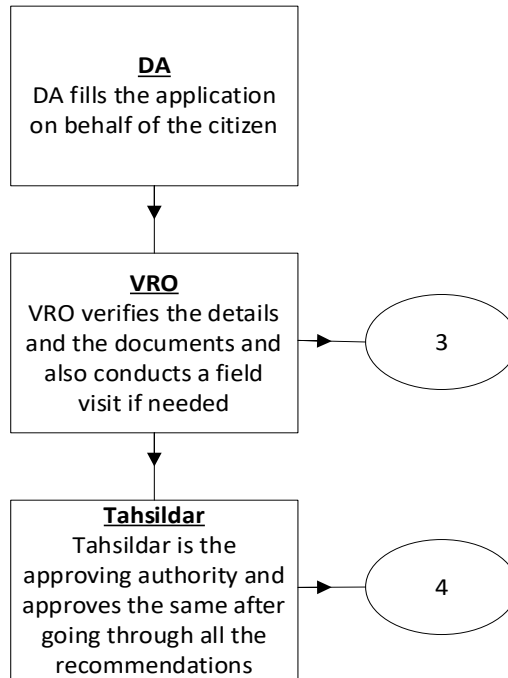 DA
DA fills the application
on behalf of the citizen
VRO
VRO verifies the details
and the documents and
also conducts a field
visit if needed
3
Tahsildar
Tahsildar is the
approving authority and
approves the same after
going through all the
recommendations
4